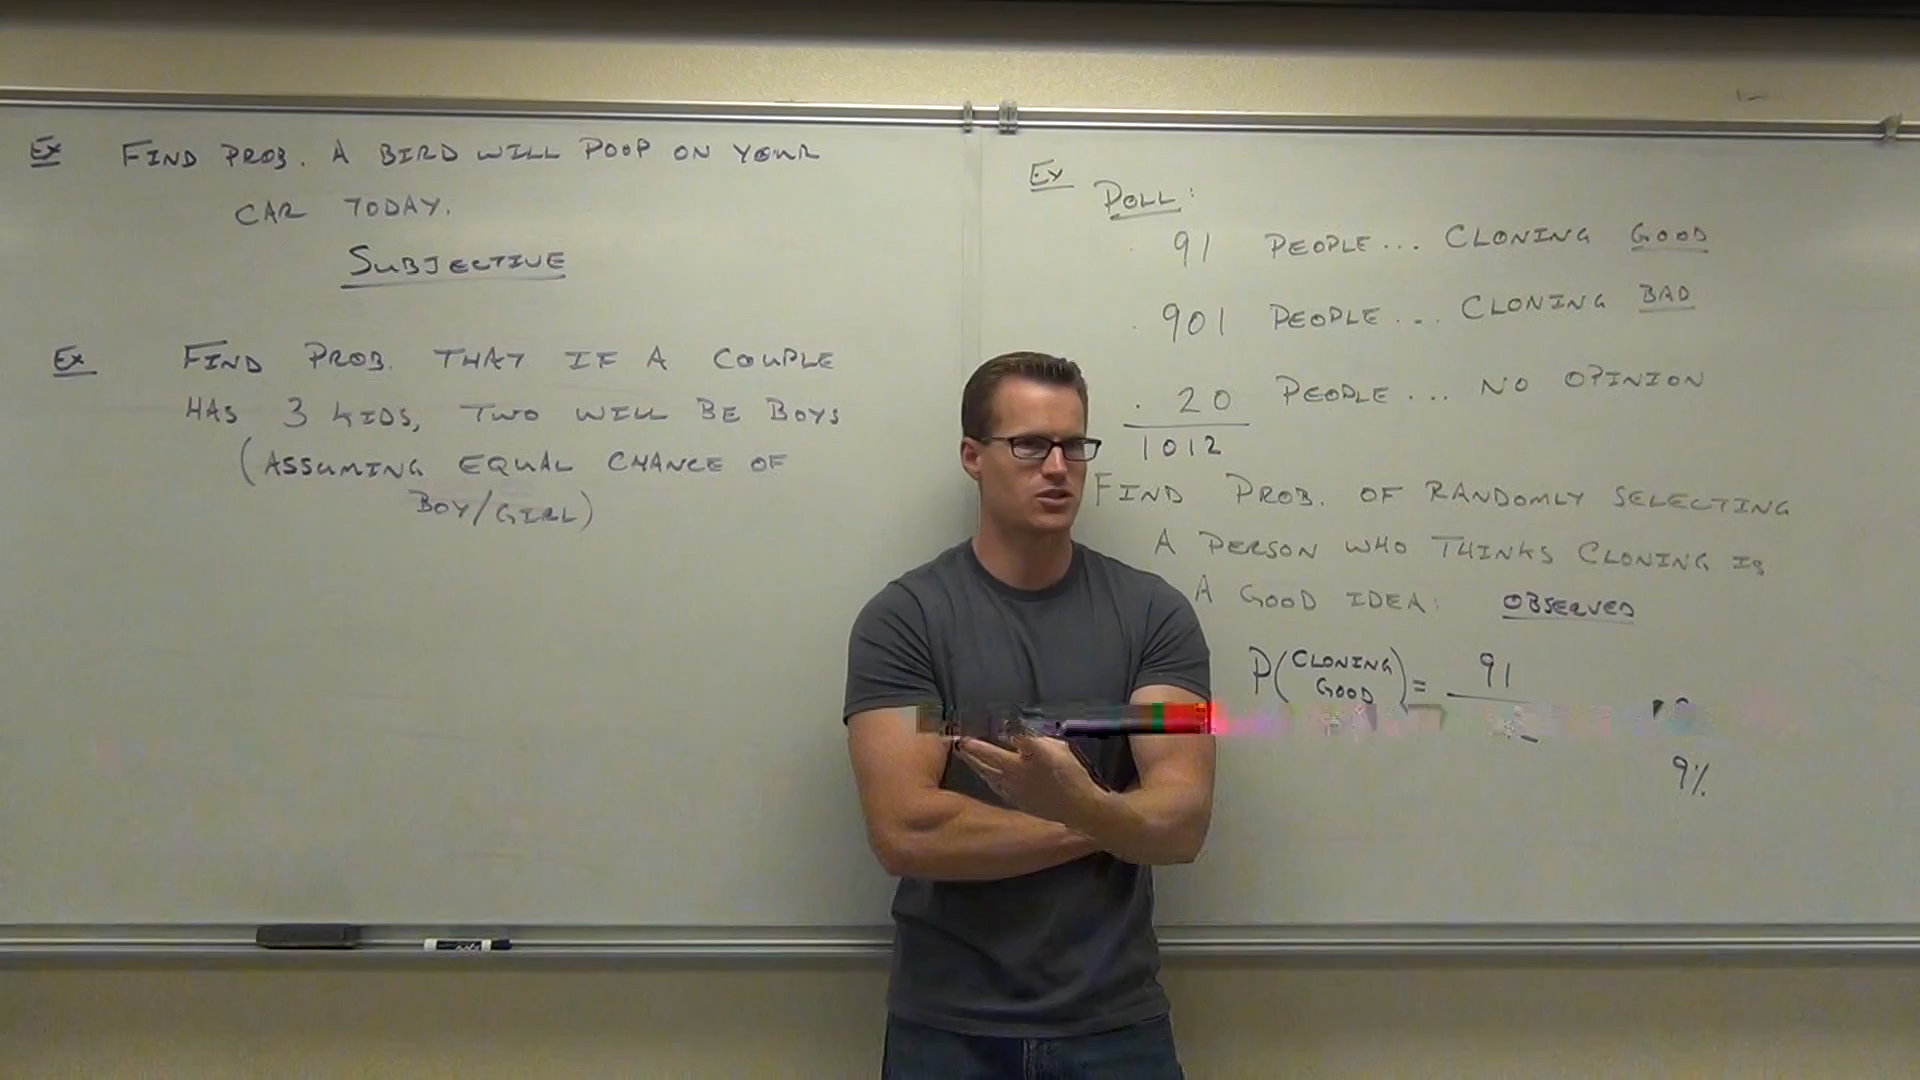 Ex FIND PROB. A BIRD WILL POOP ON YOUR
CAR TODAY.
SUBJECTIVE
Ex FIND PROB. THAT IF A COUPLE
HAS 3 KIDS, TWO WILL BE BOYS
(ASSUMING EQUAL CHANCE OF
BOY/GIRL)
Ex
POLL:
· 91 PEOPLE... CLONING GOOD
· 901 PEOPLE... CLONING BAD
· 20 PEOPLE... NO OPINION
1012
FIND PROB. OF RANDOMLY SELECTING
A PERSON WHO THINKS CLONING IS
A GOOD IDEA: OBSERVED
P(CLONING GOOD) = 91
9%